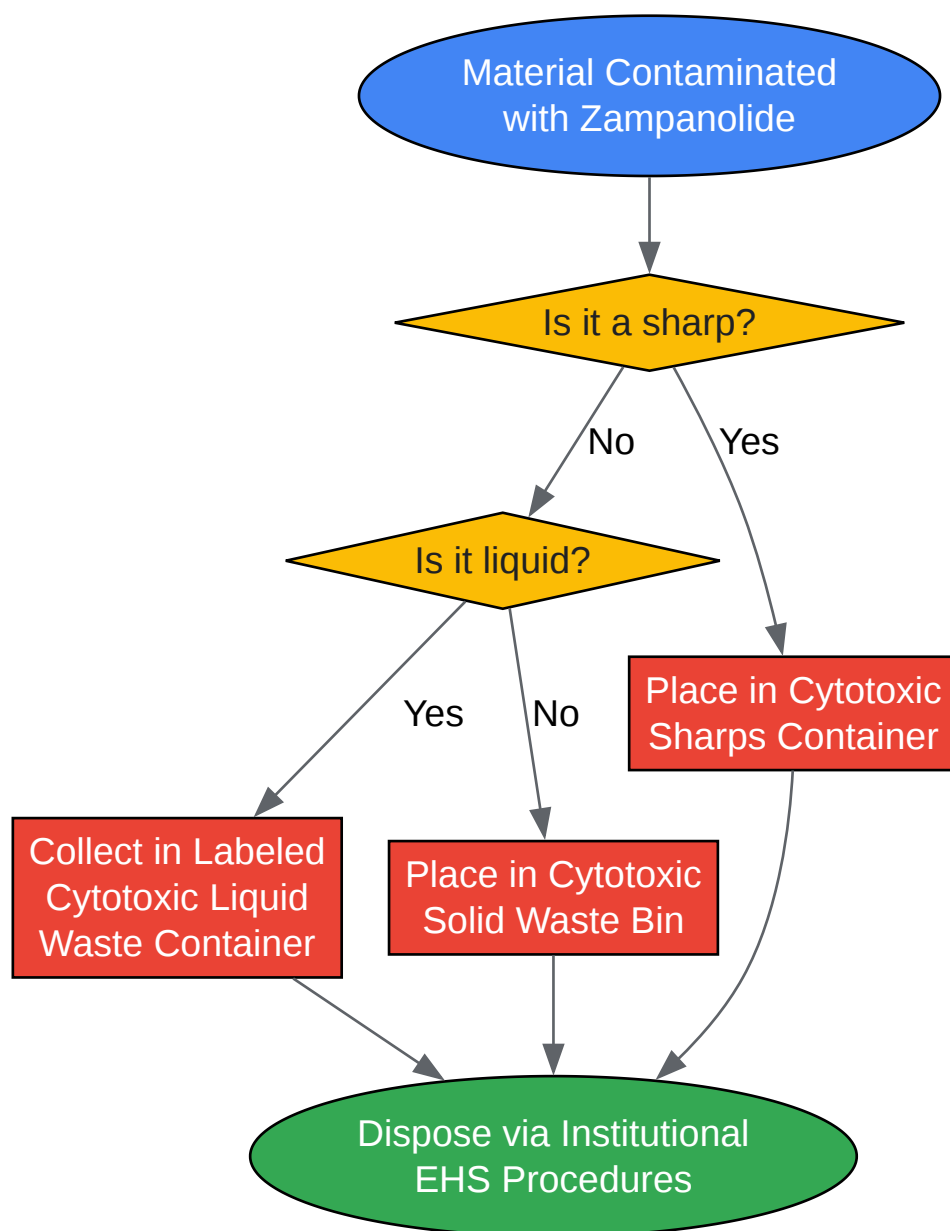 Material Contaminated
with Zampanolide
Is it a sharp?
No
Yes
Is it liquid?
Yes
No
Place in Cytotoxic
Sharps Container
Collect in Labeled
Cytotoxic Liquid
Waste Container
Place in Cytotoxic
Solid Waste Bin
Dispose via Institutional
EHS Procedures